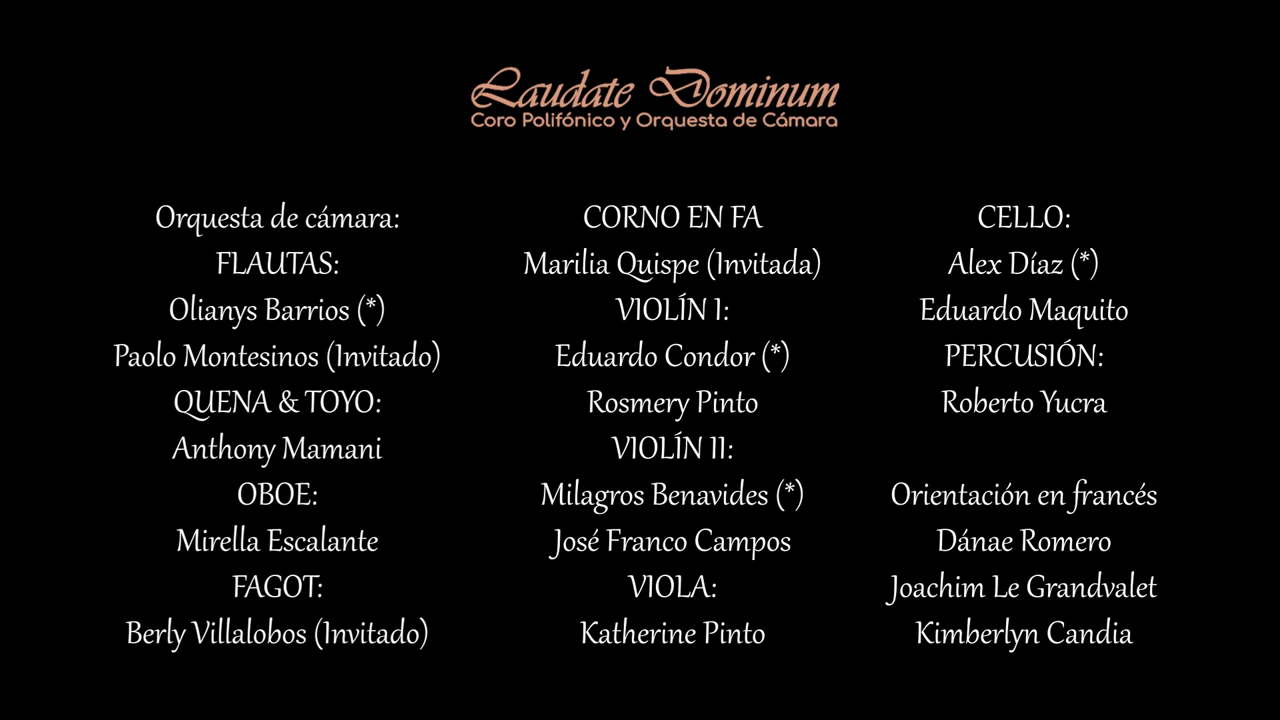 Laudate Dominum
Coro Polifónico y Orquesta de Cámara
Orquesta de cámara:
FLAUTAS:
Olianys Barrios (*)
Paolo Montesinos (Invitado)
QUENA & TOYO:
Anthony Mamani
OBOE:
Mirella Escalante
FAGOT:
Berly Villalobos (Invitado)
CORNO EN FA
Marilia Quispe (Invitada)
VIOLÍN I:
Eduardo Condor (*)
Rosmery Pinto
VIOLÍN II:
Milagros Benavides (*)
José Franco Campos
VIOLA:
Katherine Pinto
CELLO:
Alex Díaz (*)
Eduardo Maquito
PERCUSIÓN:
Roberto Yucra
Orientación en francés
Dánae Romero
Joachim Le Grandvalet
Kimberlyn Candia